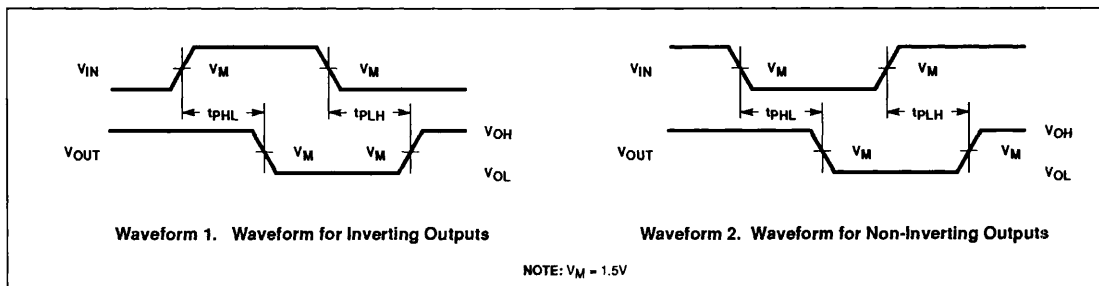 VIN
VM
VM
tPHL
tPLH
VOUT
VM
VM
VOH
VOL
Waveform 1. Waveform for Inverting Outputs
VIN
VM
VM
tPHL
tPLH
VOUT
VM
VM
VOH
VOL
Waveform 2. Waveform for Non-Inverting Outputs
NOTE: VM = 1.5V